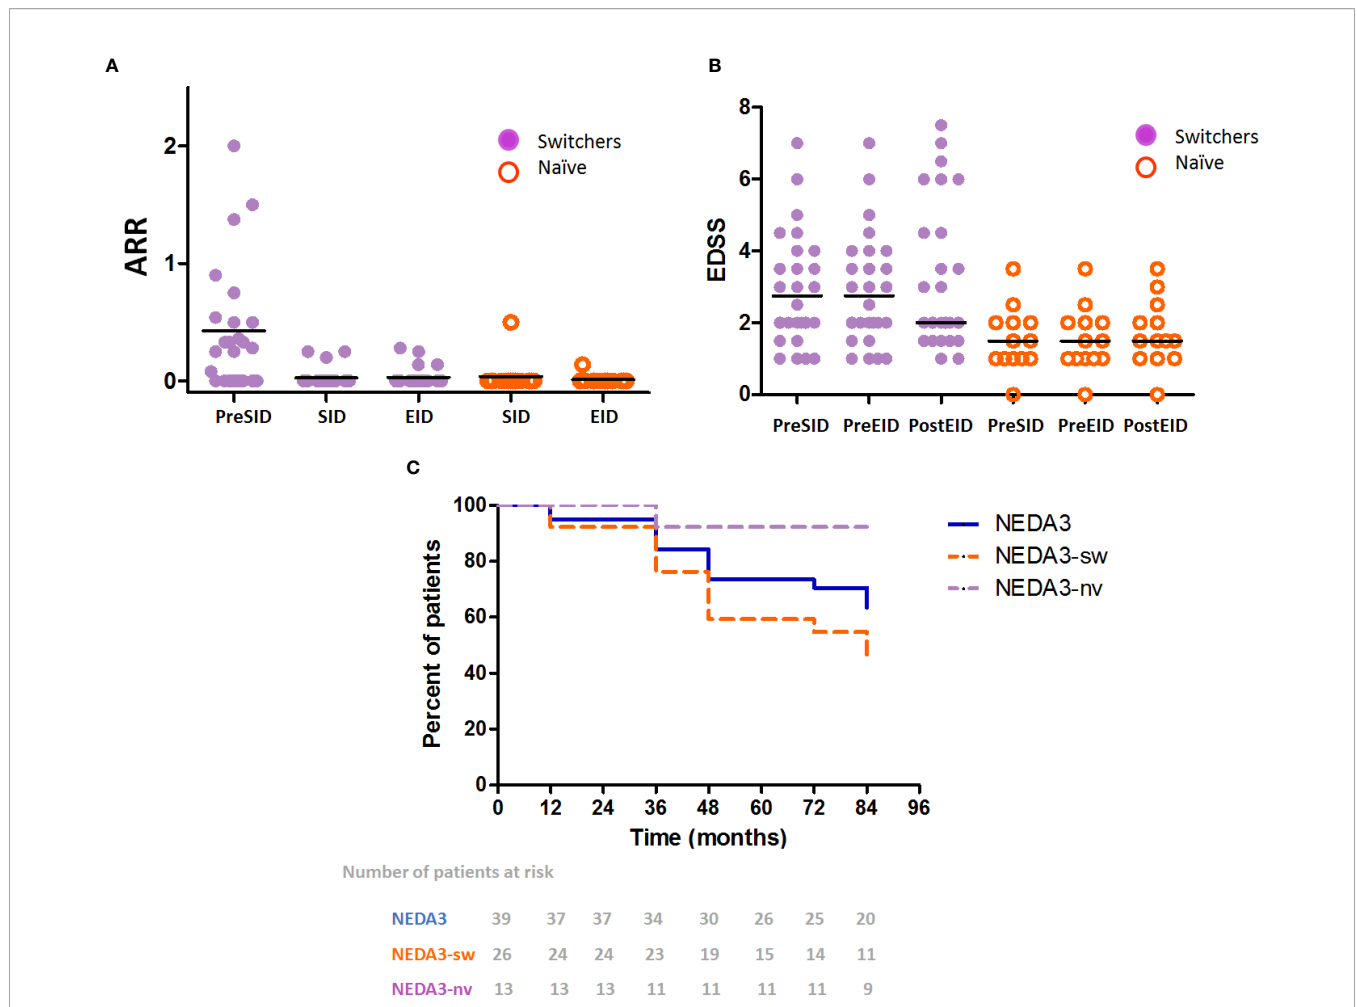 A
B
2
1
0
ARR
Switchers
Naïve
PreSID SID EID SID EID
8
6
4
2
0
EDSS
Switchers
Naïve
PreSID PreEID PostEID PreSID PreEID PostEID
C
100
80
60
40
20
0
Percent of patients
0 12 24 36 48 60 72 84 96
Time (months)
NEDA3
NEDA3-sw
NEDA3-nv
Number of patients at risk
NEDA3 39 37 37 34 30 26 25 20
NEDA3-sw 26 24 24 23 19 15 14 11
NEDA3-nv 13 13 13 11 11 11 11 9